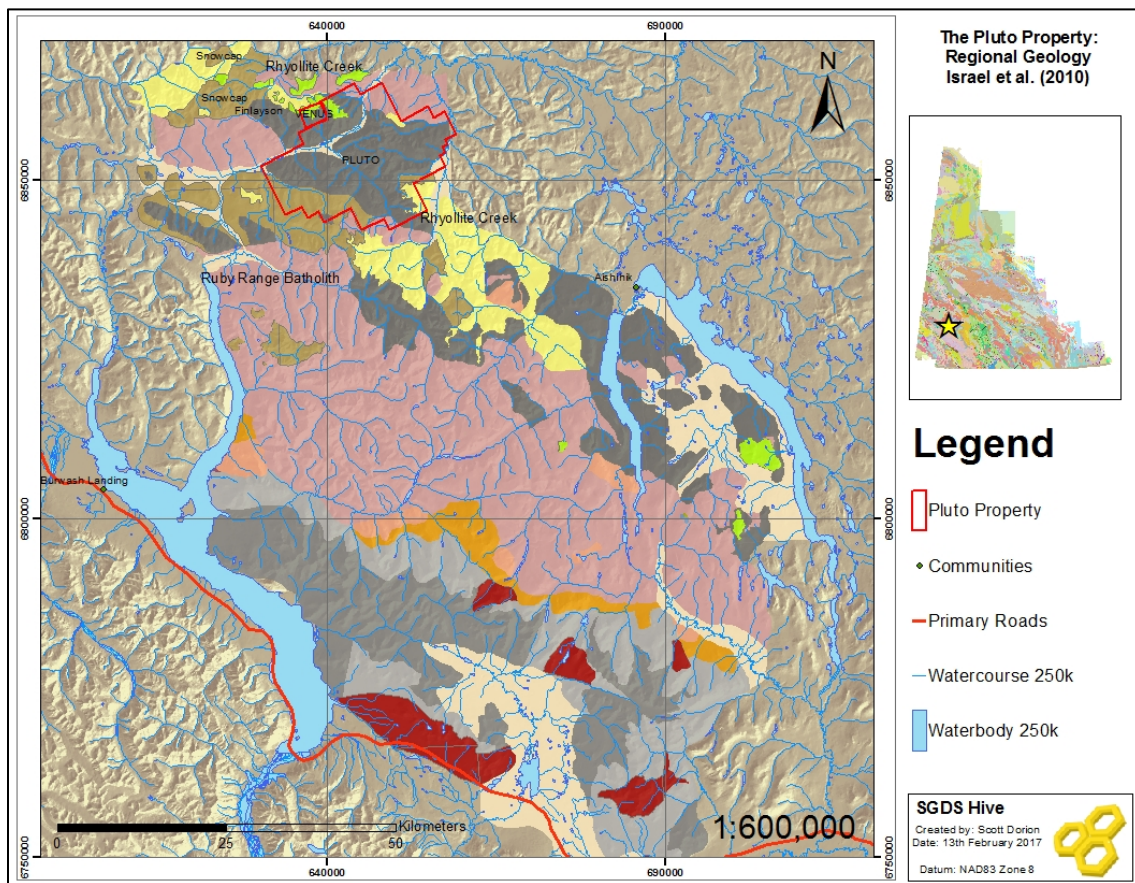 640000
690000
6850000
6850000
6800000
6800000
6750000
6750000
640000
690000
N
Snowcap
Rhyollite Creek
Snowcap
Finlayson
VENUS
PLUTO
Rhyollite Creek
Ruby Range Batholith
Aishihik
Burwash Landing
Kilometers
0
25
50
1:600,000
The Pluto Property:
Regional Geology
Israel et al. (2010)
Legend
Pluto Property
Communities
Primary Roads
Watercourse 250k
Waterbody 250k
SGDS Hive
Created by: Scott Dorion
Date: 13th February 2017
Datum: NAD83 Zone 8